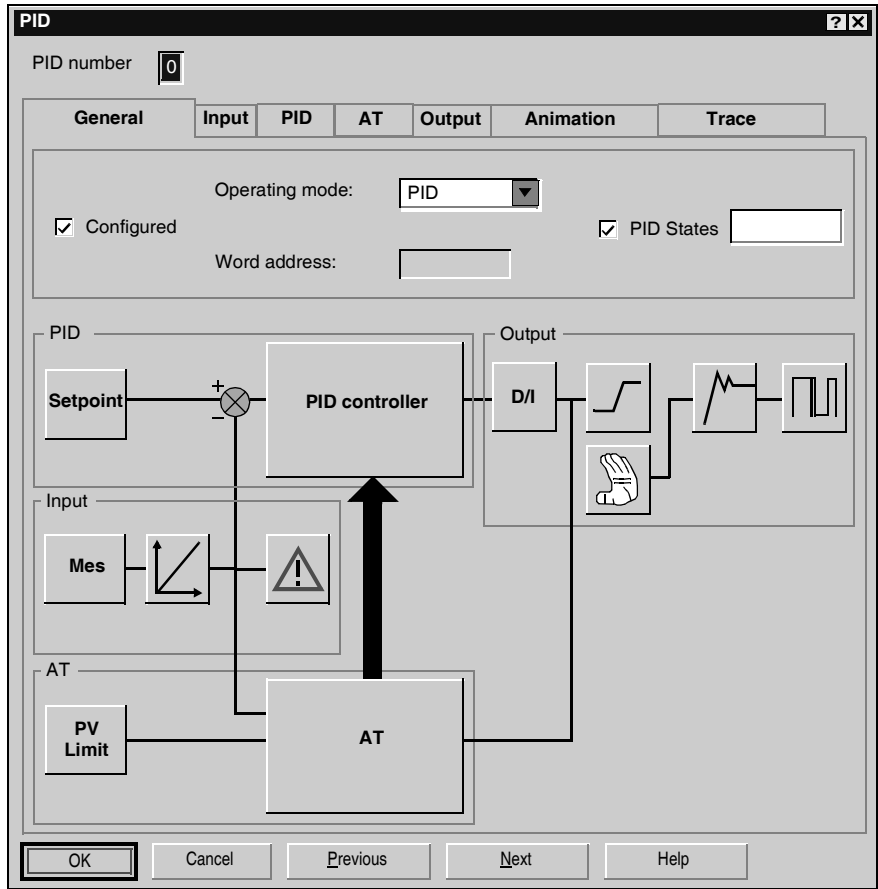 PID
PID number 0
General Input PID AT Output Animation Trace
Operating mode: PID
Configured
PID States
Word address:
PID
Output
Setpoint
+
−
PID controller
D/I
Input
Mes
AT
PV
Limit
AT
OK Cancel Previous Next Help